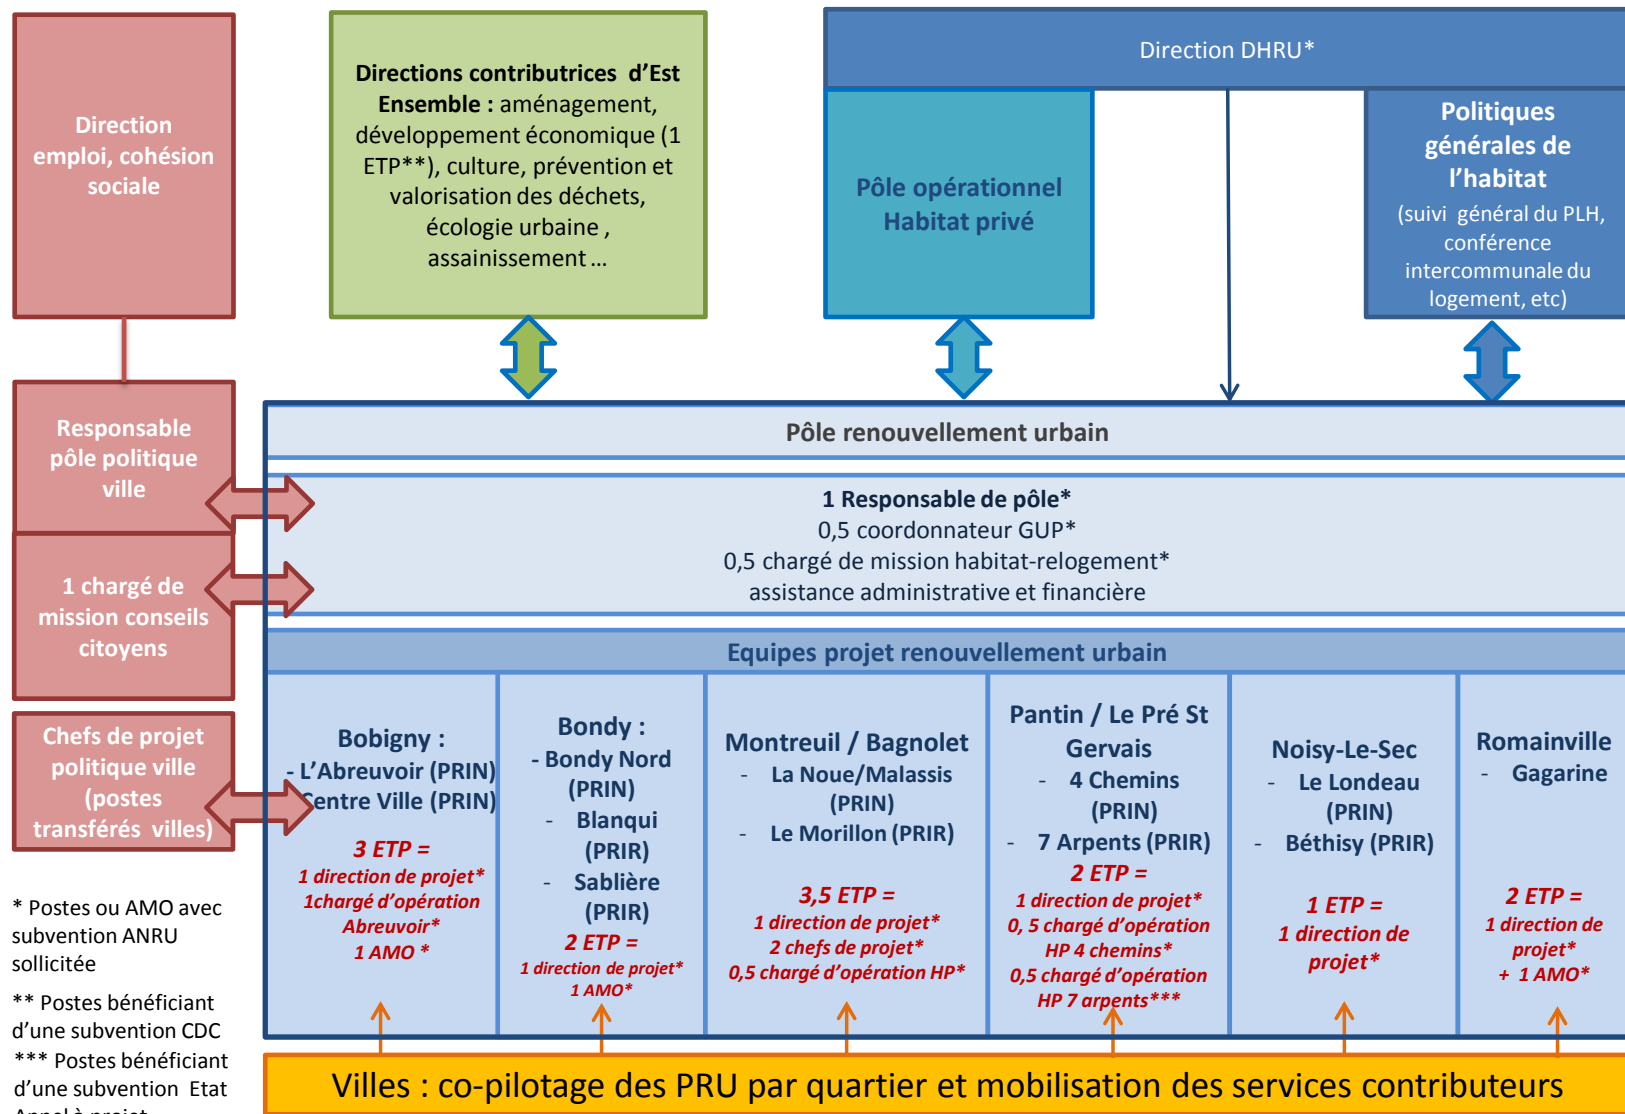 Direction
emploi, cohésion
sociale
Directions contributrices d'Est
Ensemble : aménagement,
développement économique (1
ETP**), culture, prévention et
valorisation des déchets,
écologie urbaine ,
assainissement ...
Direction DHRU*
Pôle opérationnel
Habitat privé
Politiques
générales de
l'habitat
(suivi général du PLH,
conférence
intercommunale du
logement, etc)
Responsable
pôle politique
ville
1 chargé de
mission conseils
citoyens
Chefs de projet
politique ville
(postes
transférés villes)
Pôle renouvellement urbain
1 Responsable de pôle*
0,5 coordonnateur GUP*
0,5 chargé de mission habitat-relogement*
assistance administrative et financière
Equipes projet renouvellement urbain
Bobigny :
- L'Abreuvoir (PRIN)
Centre Ville (PRIN)
3 ETP =
1 direction de projet*
1chargé d'opération
Abreuvoir*
1 AMO *
Bondy :
- Bondy Nord
(PRIN)
- Blanqui
(PRIR)
- Sablière
(PRIR)
2 ETP =
1 direction de projet*
1 AMO*
Montreuil / Bagnolet
- La Noue/Malassis
(PRIN)
- Le Morillon (PRIR)
3,5 ETP =
1 direction de projet*
2 chefs de projet*
0,5 chargé d'opération HP*
Pantin / Le Pré St
Gervais
- 4 Chemins
(PRIN)
- 7 Arpents (PRIR)
2 ETP =
1 direction de projet*
0, 5 chargé d'opération
HP 4 chemins*
0,5 chargé d'opération
HP 7 arpents***
Noisy-Le-Sec
- Le Londeau
(PRIN)
- Béthisy (PRIR)
1 ETP =
1 direction de
projet*
Romainville
- Gagarine
2 ETP =
1 direction de
projet*
+ 1 AMO*
* Postes ou AMO avec
subvention ANRU
sollicitée
** Postes bénéficiant
d'une subvention CDC
*** Postes bénéficiant
d'une subvention Etat
Appel à projet
Villes : co-pilotage des PRU par quartier et mobilisation des services contributeurs